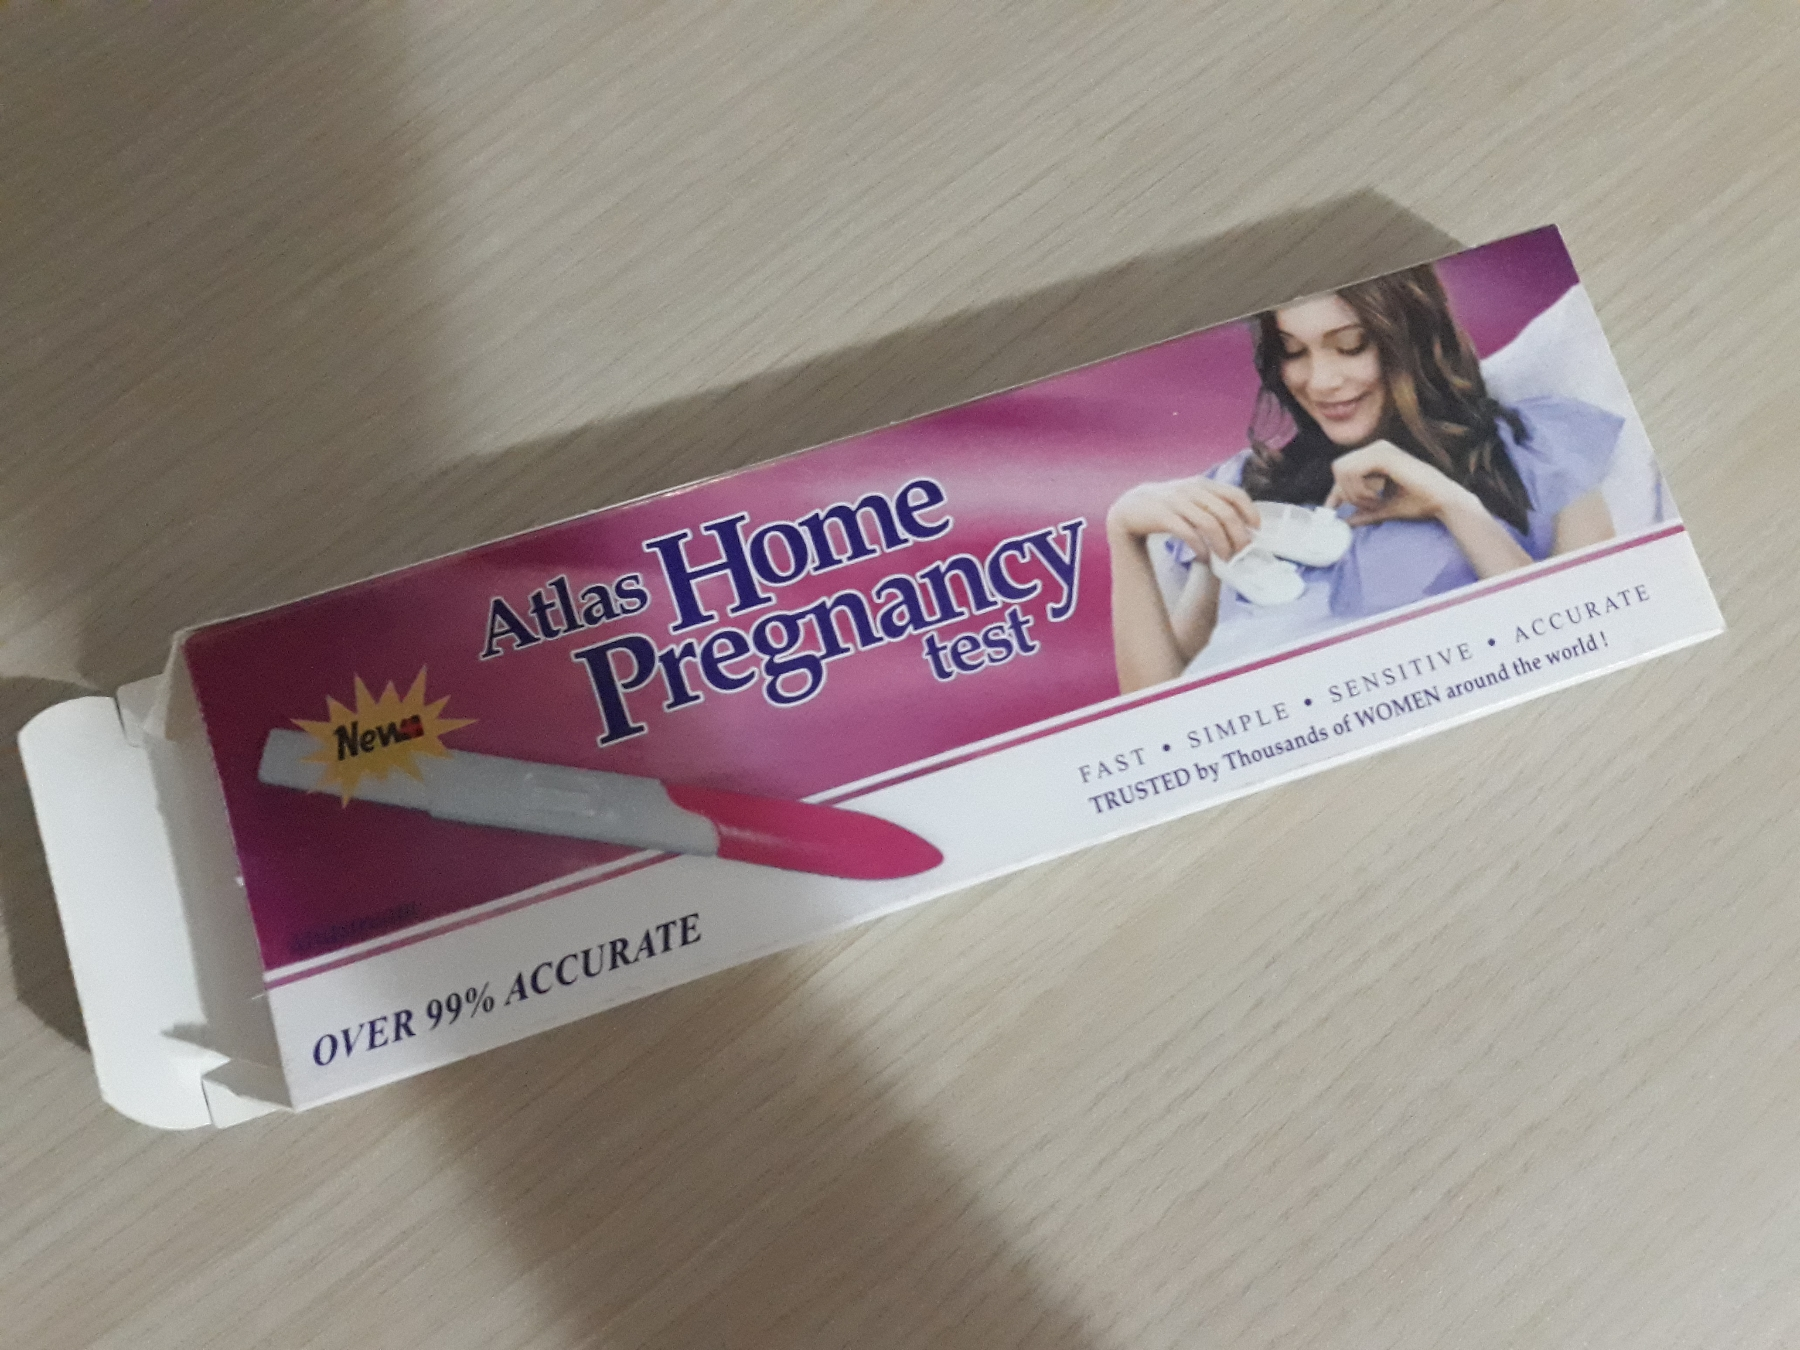 Atlas Home
Pregnancy
test
New
FAST • SIMPLE • SENSITIVE • ACCURATE
TRUSTED by Thousands of WOMEN around the world !
OVER 99% ACCURATE